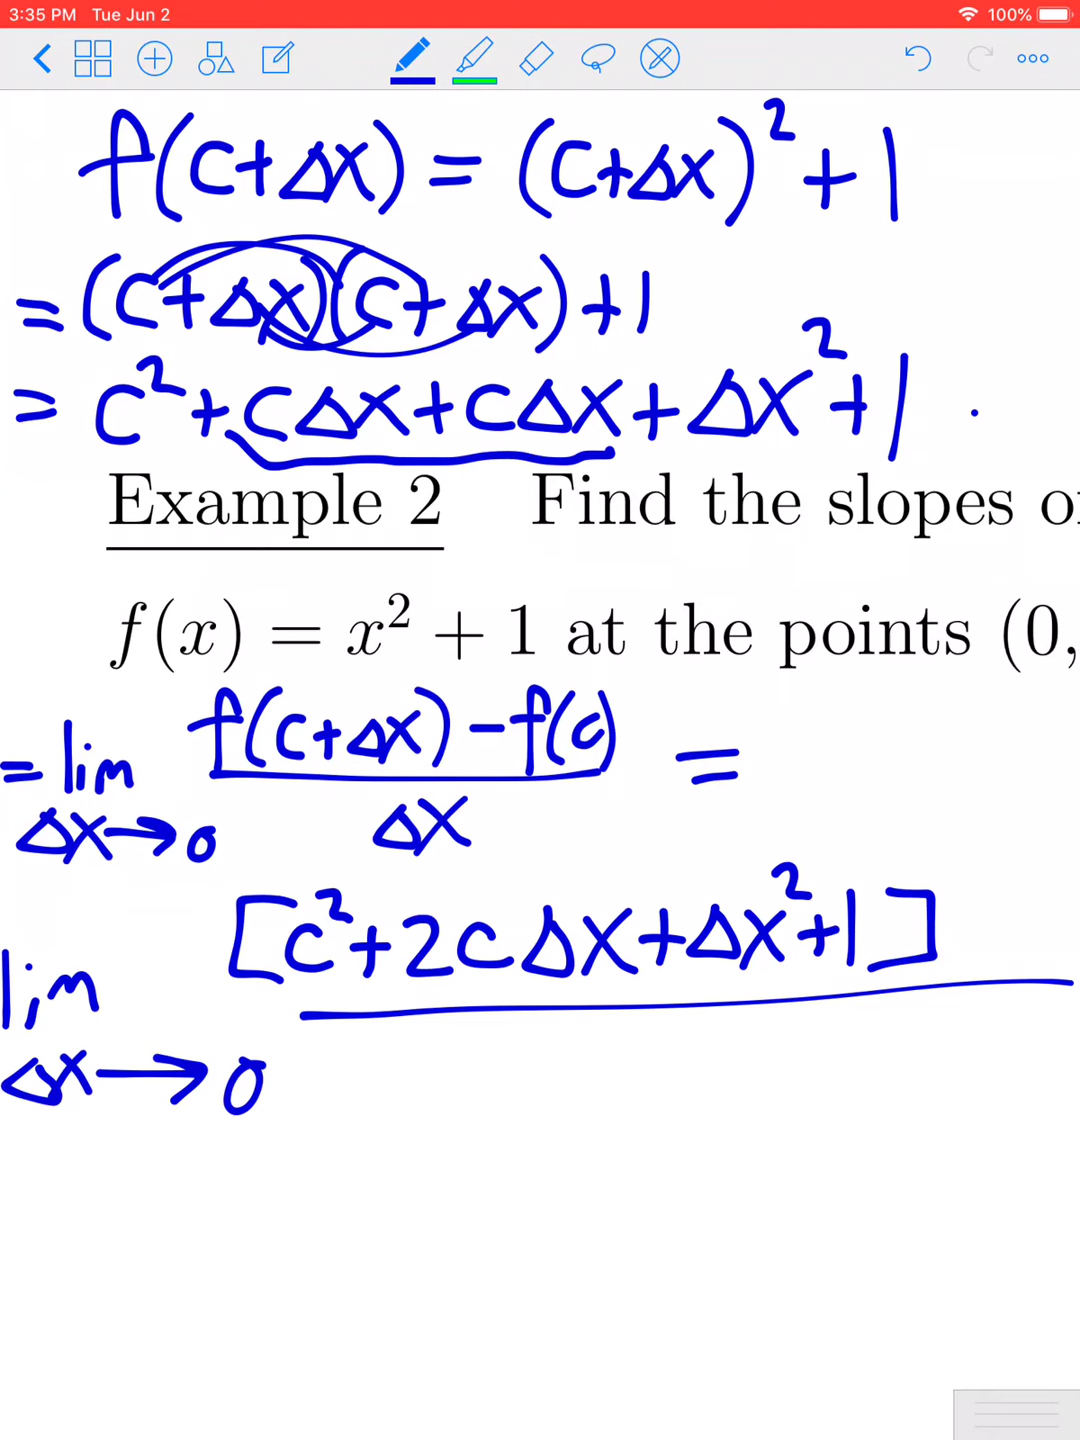 3:35 PM Tue Jun 2 100%
f(c+Δx) = (c+Δx)² + 1
= (c+Δx)(c+Δx) + 1
= c² + cΔx + cΔx + Δx² + 1 .
Example 2 Find the slopes o
f(x) = x² + 1 at the points (0,
= lim f(c+Δx) - f(c) =
Δx→0 Δx
[c² + 2cΔx + Δx² + 1]
lim
Δx → 0